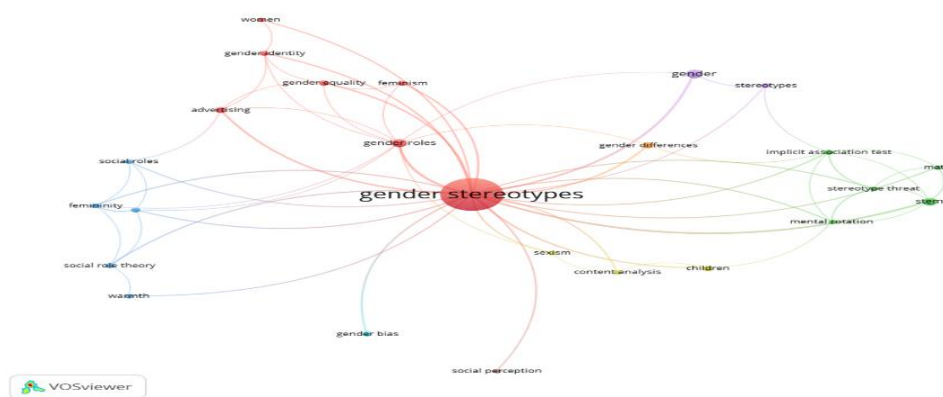 women
gender identity
gender equality
feminism
gender
stereotypes
advertising
gender roles
gender differences
implicit association test
social roles
stereotype threat
gender stereotypes
stem
femininity
mental rotation
sexism
social role theory
content analysis
children
warmth
gender bias
social perception
VOSviewer